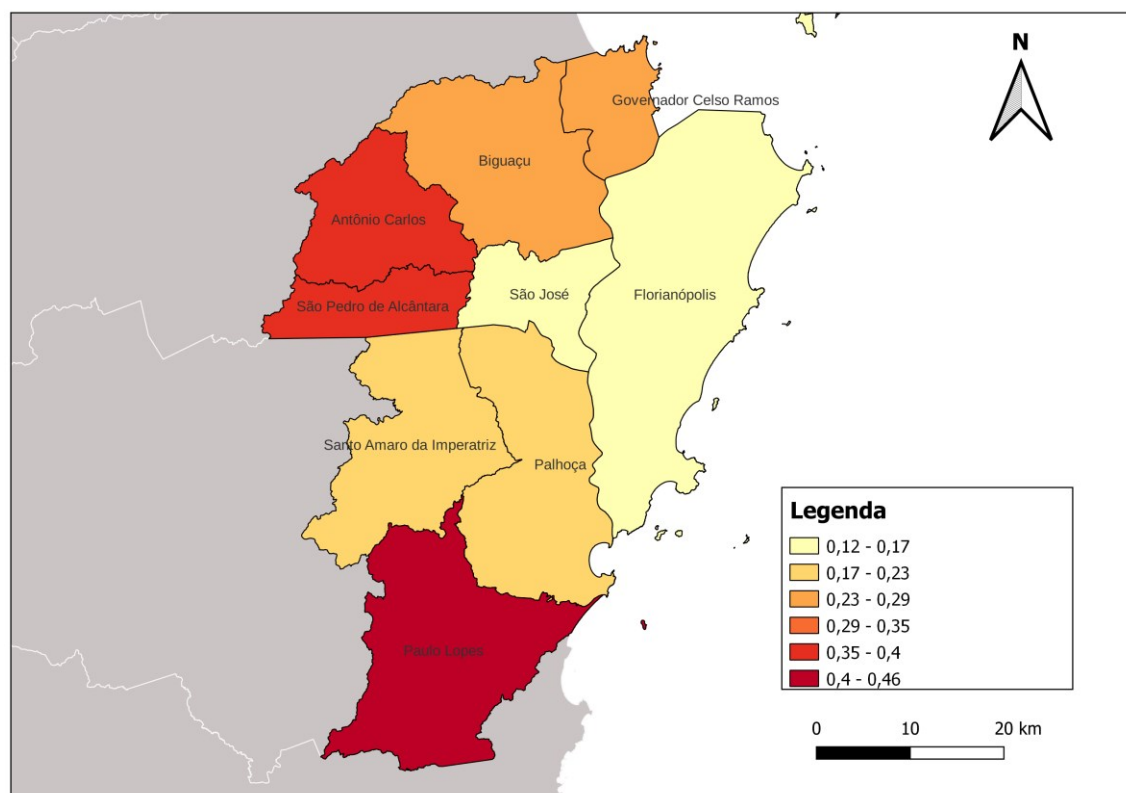 N
Governador Celso Ramos
Biguaçu
Antônio Carlos
São José
Florianópolis
São Pedro de Alcântara
Santo Amaro da Imperatriz
Palhoça
Paulo Lopes
Legenda
0,12 - 0,17
0,17 - 0,23
0,23 - 0,29
0,29 - 0,35
0,35 - 0,4
0,4 - 0,46
0 10 20 km